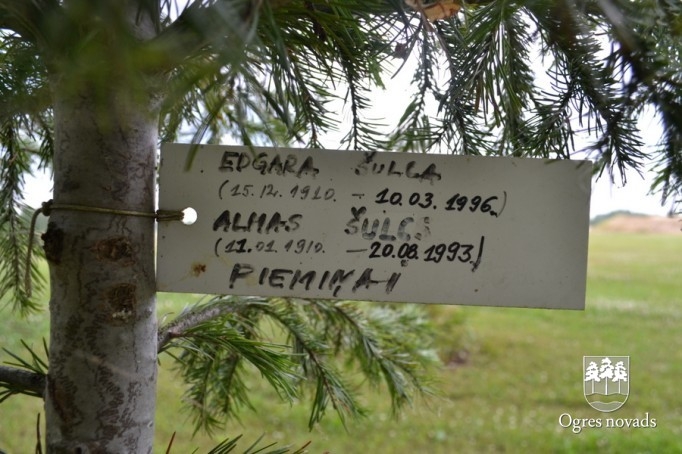 EDGARA ŠULCA
(15.12.1910. - 10.03.1996.)
ALMAS ŠULCS
(11.01.1910. - 20.08.1993.)
PIEMIŅAI
Ogres novads